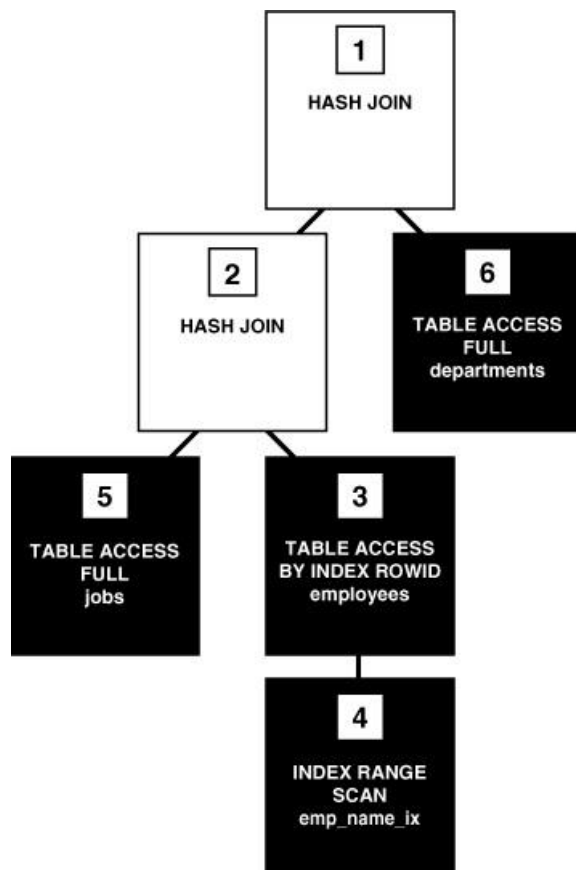 1
HASH JOIN
2
HASH JOIN
6
TABLE ACCESS
FULL
departments
5
TABLE ACCESS
FULL
jobs
3
TABLE ACCESS
BY INDEX ROWID
employees
4
INDEX RANGE
SCAN
emp_name_ix